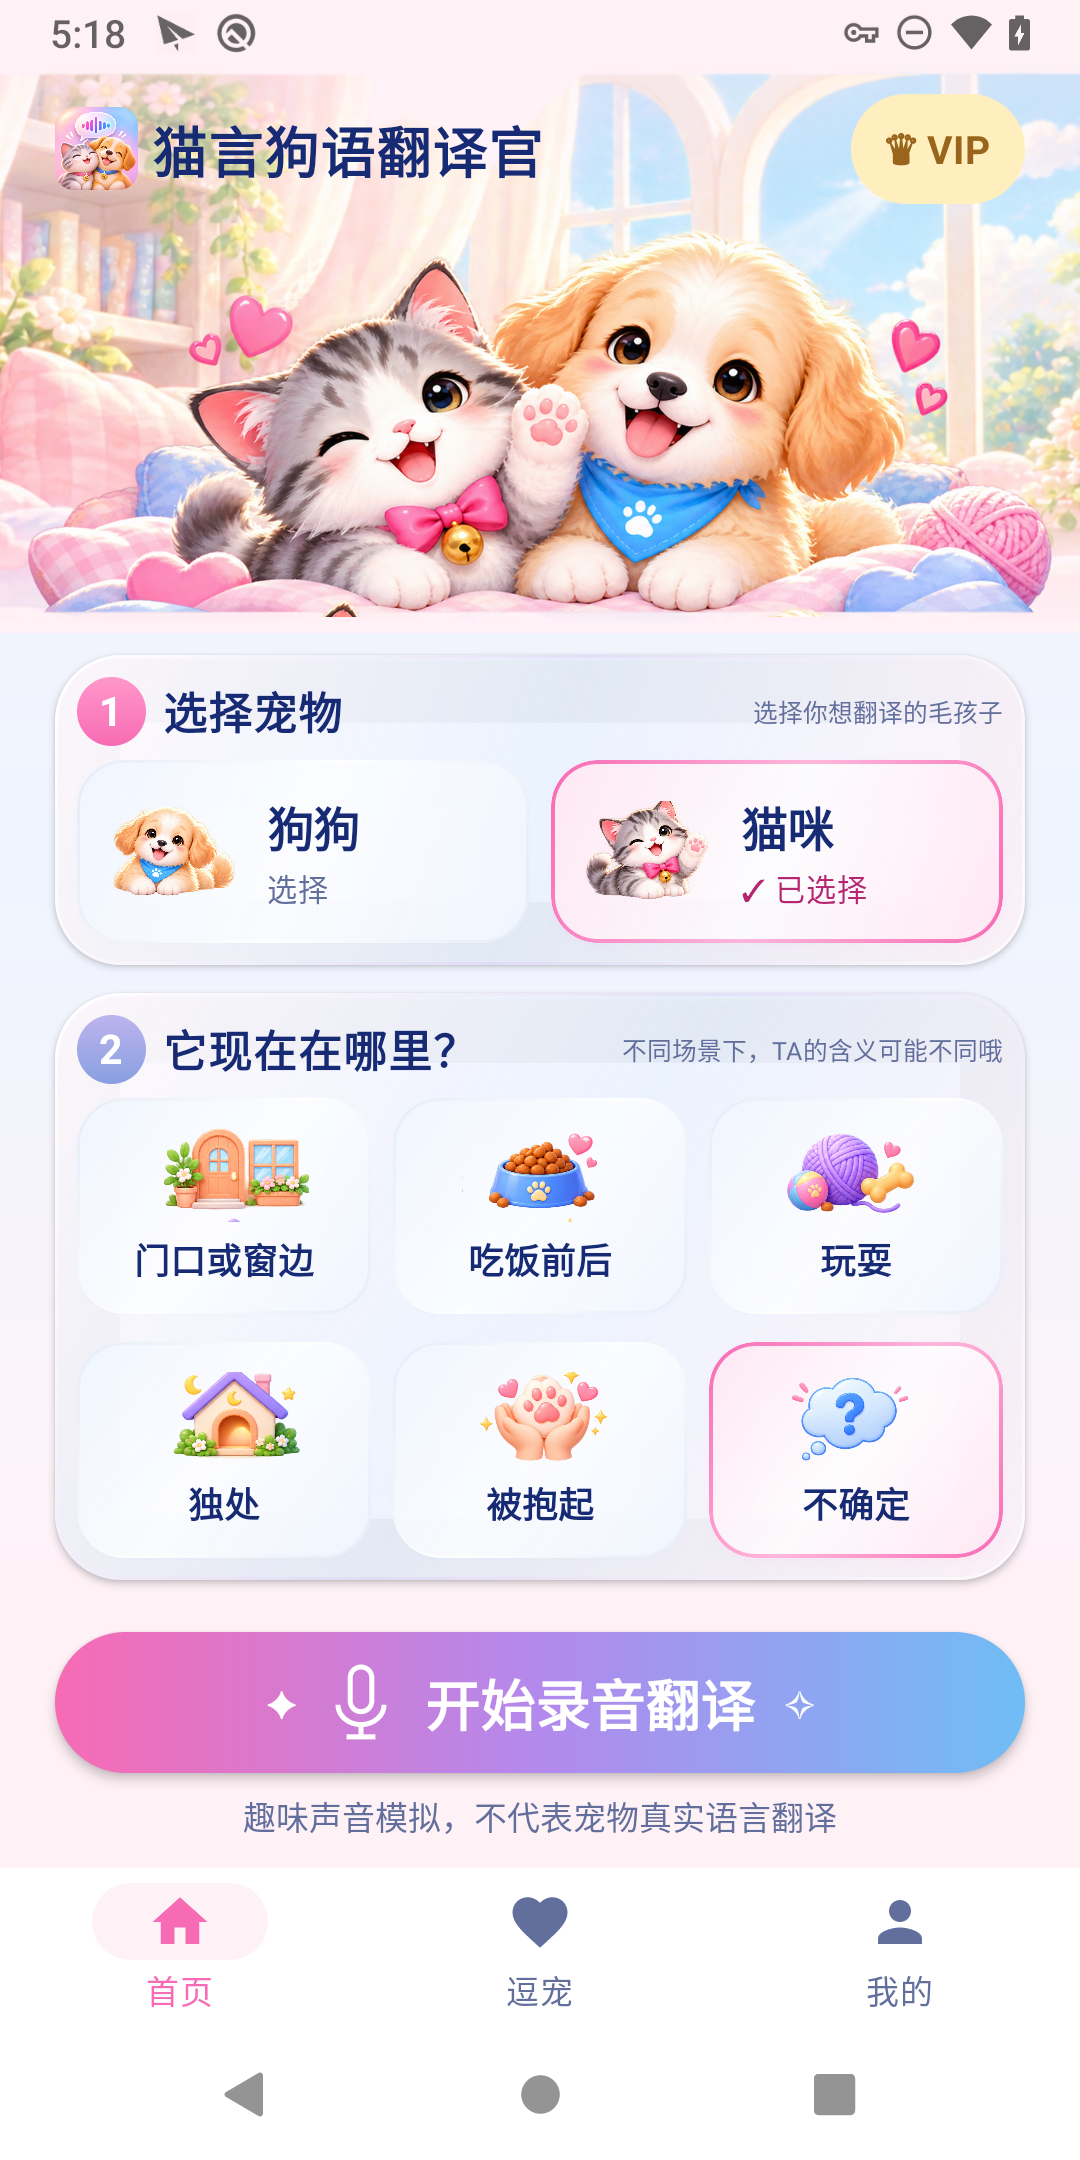 5:18
猫言狗语翻译官
VIP
1 选择宠物
选择你想翻译的毛孩子
狗狗
选择
猫咪
✓ 已选择
2 它现在在哪里？
不同场景下，TA的含义可能不同哦
门口或窗边
吃饭前后
玩耍
独处
被抱起
不确定
开始录音翻译
趣味声音模拟，不代表宠物真实语言翻译
首页
逗宠
我的